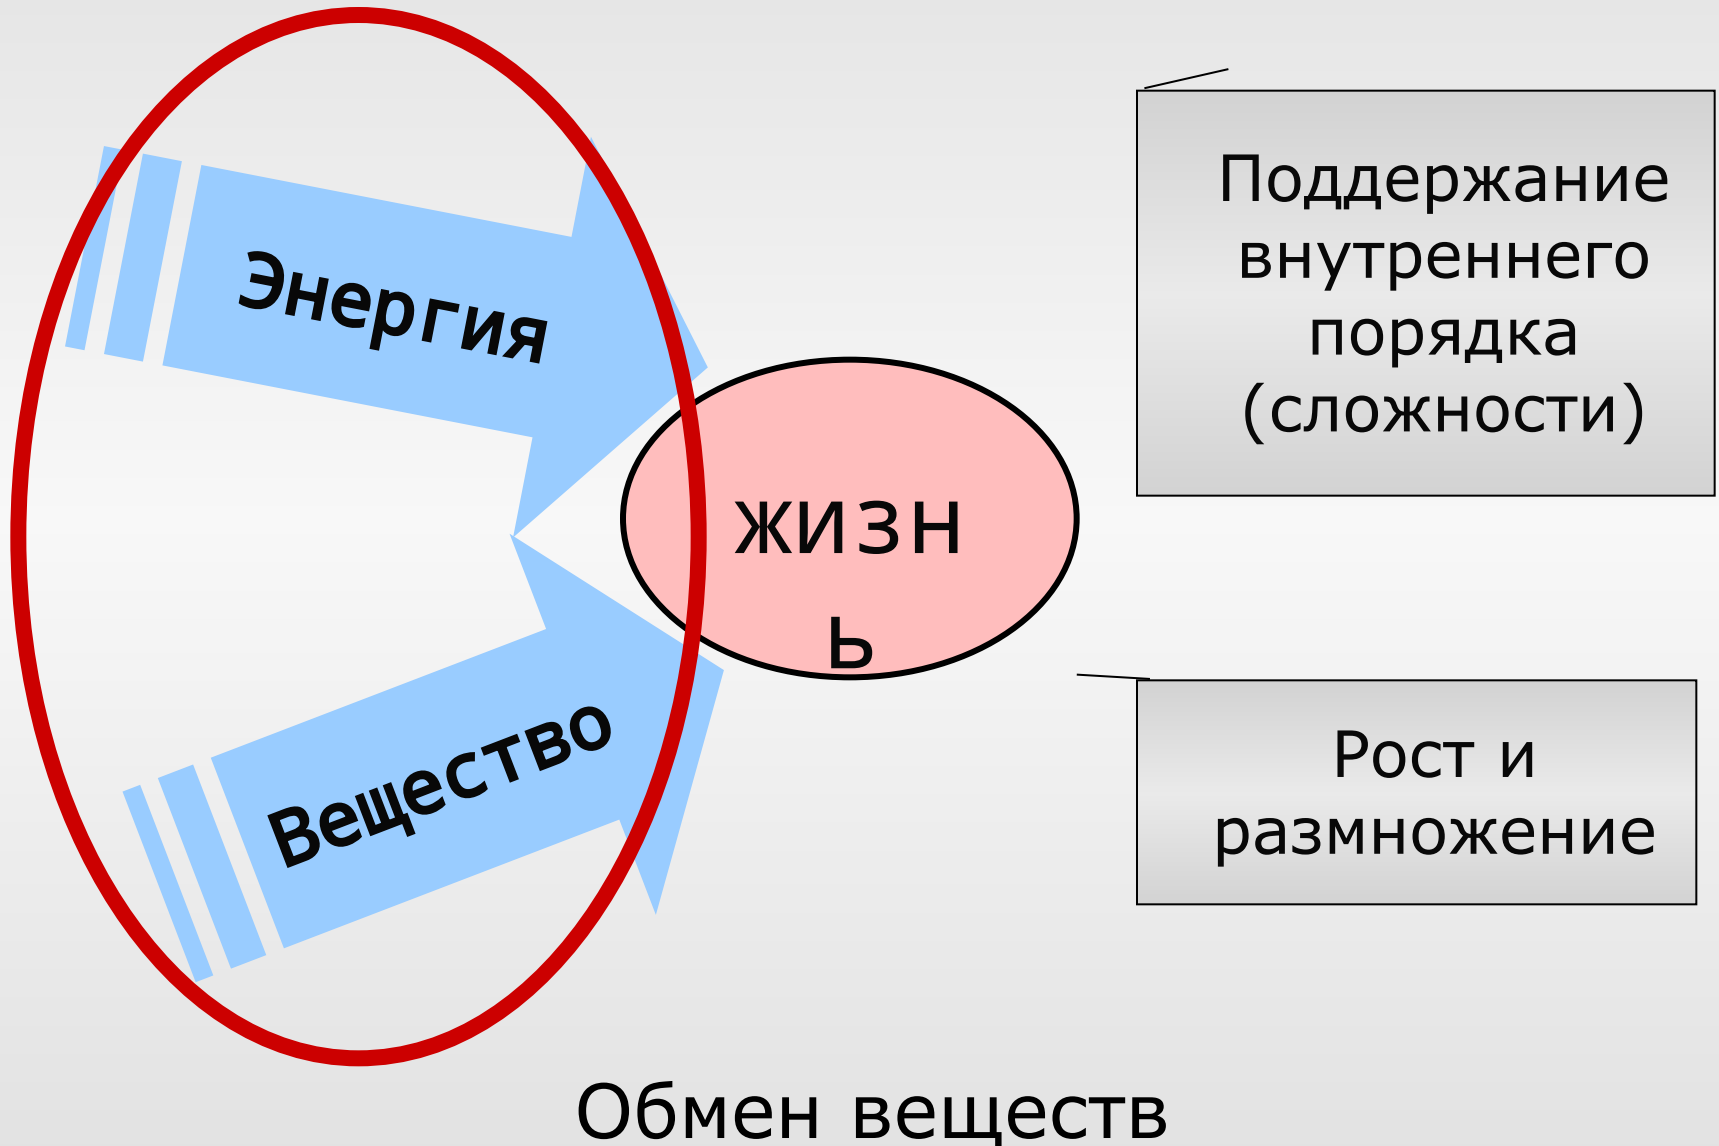 Энергия
Вещество
жизн
ь
Поддержание
внутреннего
порядка
(сложности)
Рост и
размножение
Обмен веществ